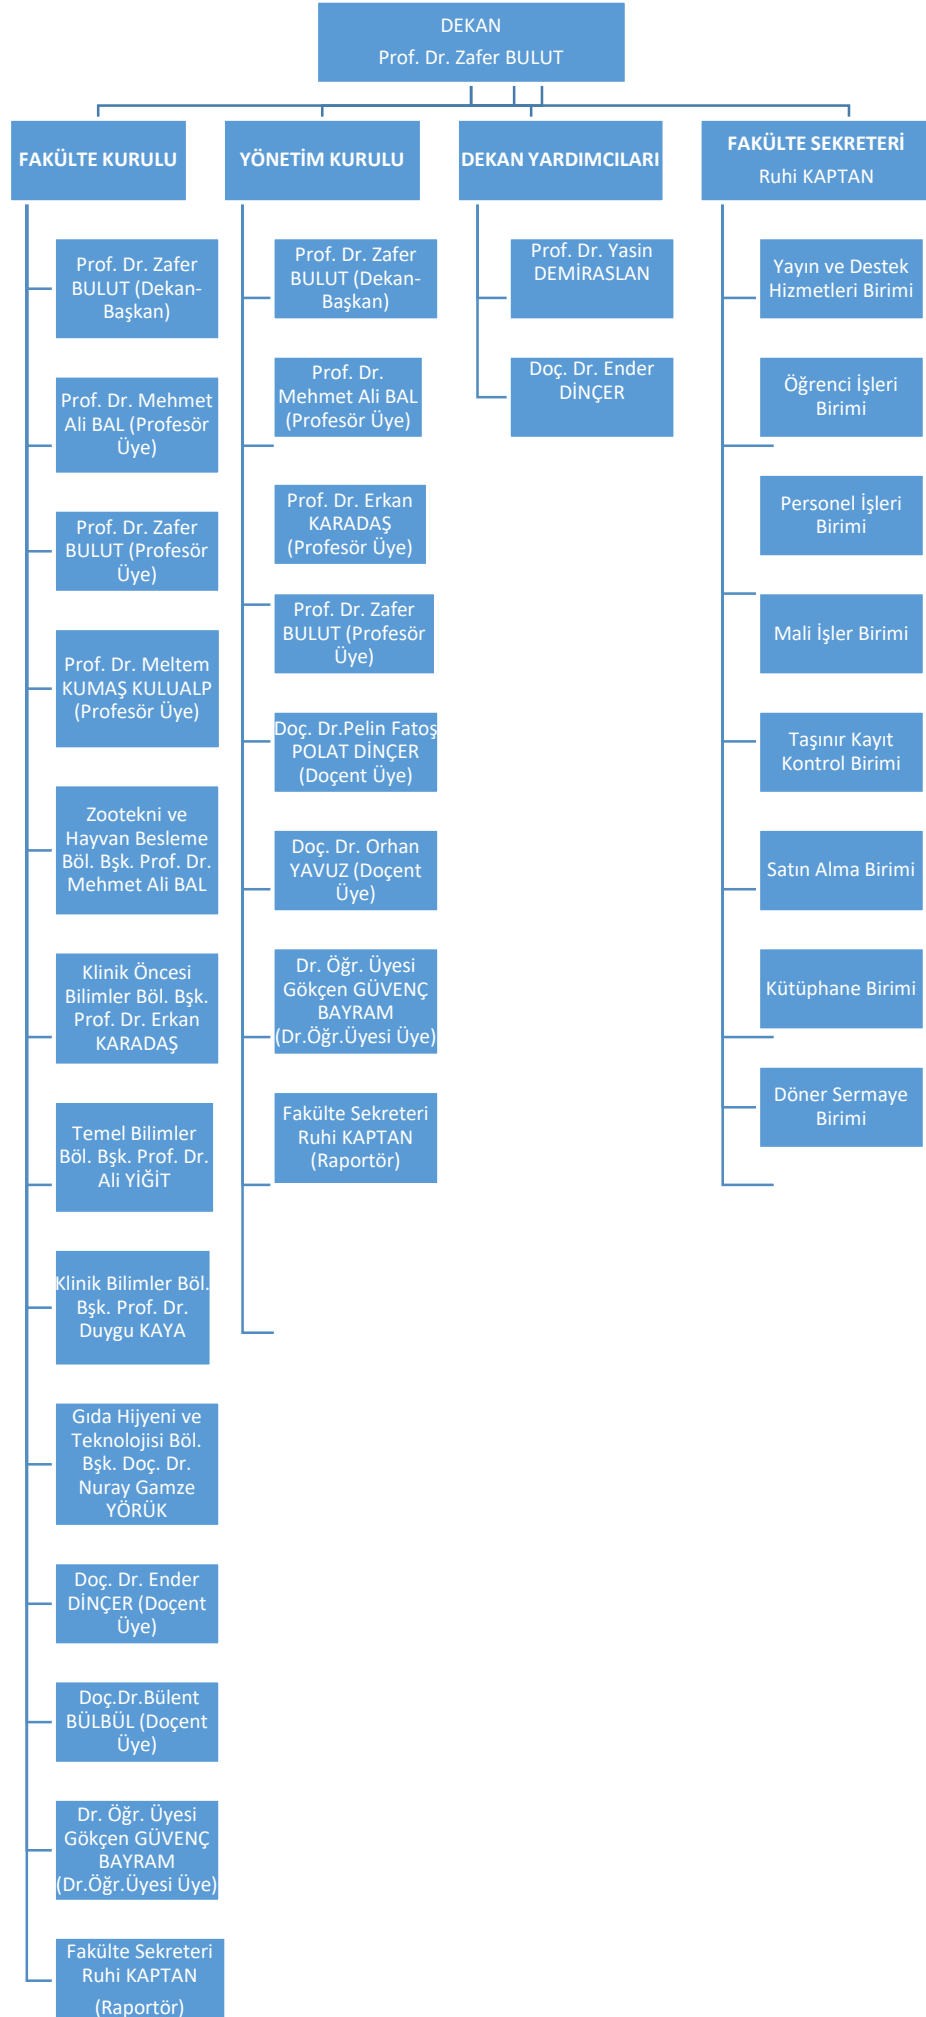 DEKAN
Prof. Dr. Zafer BULUT
FAKÜLTE KURULU
YÖNETİM KURULU
DEKAN YARDIMCILARI
FAKÜLTE SEKRETERİ
Ruhi KAPTAN
Prof. Dr. Zafer
BULUT (Dekan-
Başkan)
Prof. Dr. Mehmet
Ali BAL (Profesör
Üye)
Prof. Dr. Zafer
BULUT (Profesör
Üye)
Prof. Dr. Meltem
KUMAŞ KULUALP
(Profesör Üye)
Zootekni ve
Hayvan Besleme
Böl. Bşk. Prof. Dr.
Mehmet Ali BAL
Klinik Öncesi
Bilimler Böl. Bşk.
Prof. Dr. Erkan
KARADAŞ
Temel Bilimler
Böl. Bşk. Prof. Dr.
Ali YİĞİT
Klinik Bilimler Böl.
Bşk. Prof. Dr.
Duygu KAYA
Gıda Hijyeni ve
Teknolojisi Böl.
Bşk. Doç. Dr.
Nuray Gamze
YÖRÜK
Doç. Dr. Ender
DİNÇER (Doçent
Üye)
Doç.Dr.Bülent
BÜLBÜL (Doçent
Üye)
Dr. Öğr. Üyesi
Gökçen GÜVENÇ
BAYRAM
(Dr.Öğr.Üyesi Üye)
Fakülte Sekreteri
Ruhi KAPTAN
(Raportör)
Prof. Dr. Zafer
BULUT (Dekan-
Başkan)
Prof. Dr.
Mehmet Ali BAL
(Profesör Üye)
Prof. Dr. Erkan
KARADAŞ
(Profesör Üye)
Prof. Dr. Zafer
BULUT (Profesör
Üye)
Doç. Dr.Pelin Fatoş
POLAT DİNÇER
(Doçent Üye)
Doç. Dr. Orhan
YAVUZ (Doçent
Üye)
Dr. Öğr. Üyesi
Gökçen GÜVENÇ
BAYRAM
(Dr.Öğr.Üyesi Üye)
Fakülte Sekreteri
Ruhi KAPTAN
(Raportör)
Prof. Dr. Yasin
DEMİRASLAN
Doç. Dr. Ender
DİNÇER
Yayın ve Destek
Hizmetleri Birimi
Öğrenci İşleri
Birimi
Personel İşleri
Birimi
Mali İşler Birimi
Taşınır Kayıt
Kontrol Birimi
Satın Alma Birimi
Kütüphane Birimi
Döner Sermaye
Birimi